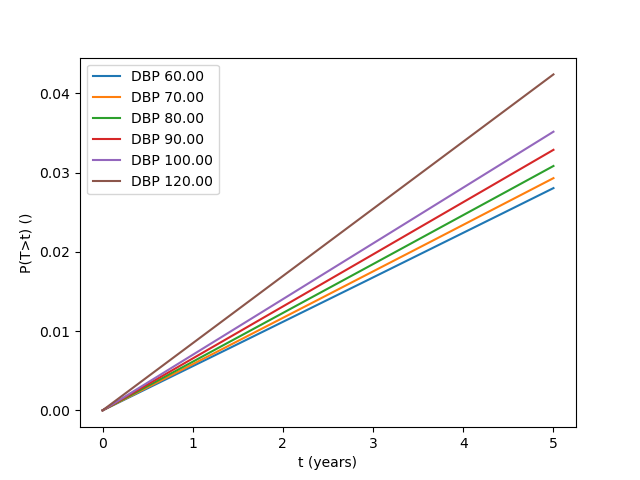 DBP 60.00
DBP 70.00
DBP 80.00
DBP 90.00
DBP 100.00
DBP 120.00
0.04
0.03
0.02
0.01
0.00
P(T>t) ()
0 1 2 3 4 5
t (years)